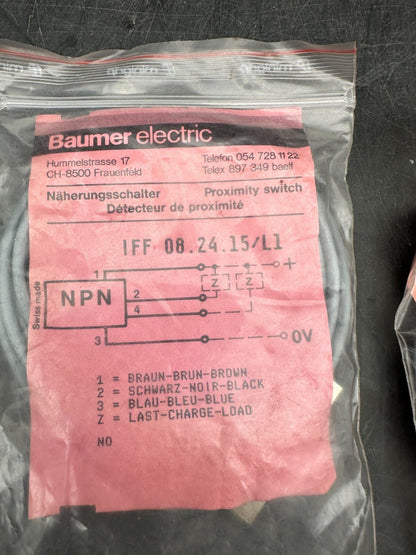 Baumer electric
Hummelstrasse 17
CH-8500 Frauenfeld
Telefon 054 728 11 22
Telex 897 349 baelf
Näherungsschalter Proximity switch
Détecteur de proximité
IFF 08.24.15/L1
Swiss made
NPN
1
2
4
3
Z
Z
+
0V
1 = BRAUN-BRUN-BROWN
2 = SCHWARZ-NOIR-BLACK
3 = BLAU-BLEU-BLUE
Z = LAST-CHARGE-LOAD
NO